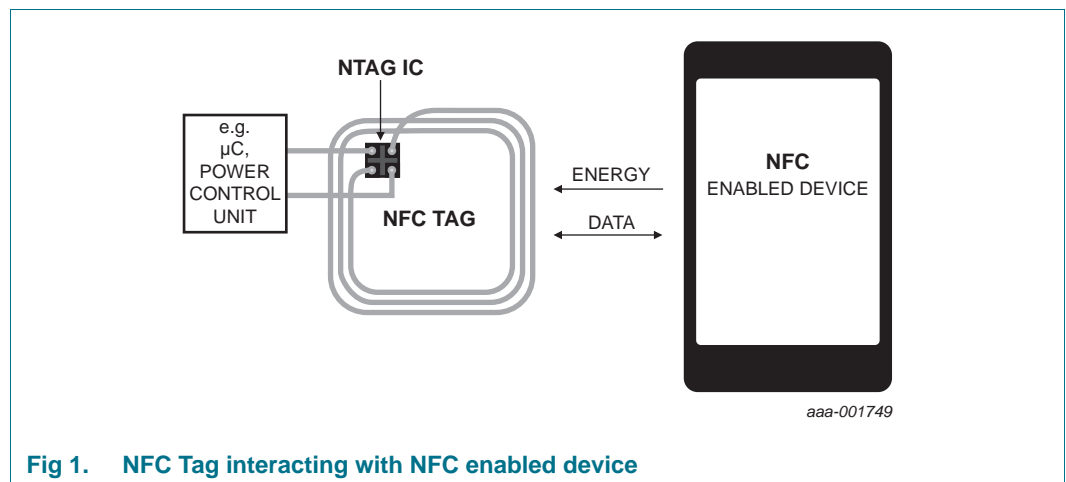 NTAG IC
e.g.
µC,
POWER
CONTROL
UNIT
NFC TAG
ENERGY
DATA
NFC
ENABLED DEVICE
aaa-001749
Fig 1. NFC Tag interacting with NFC enabled device